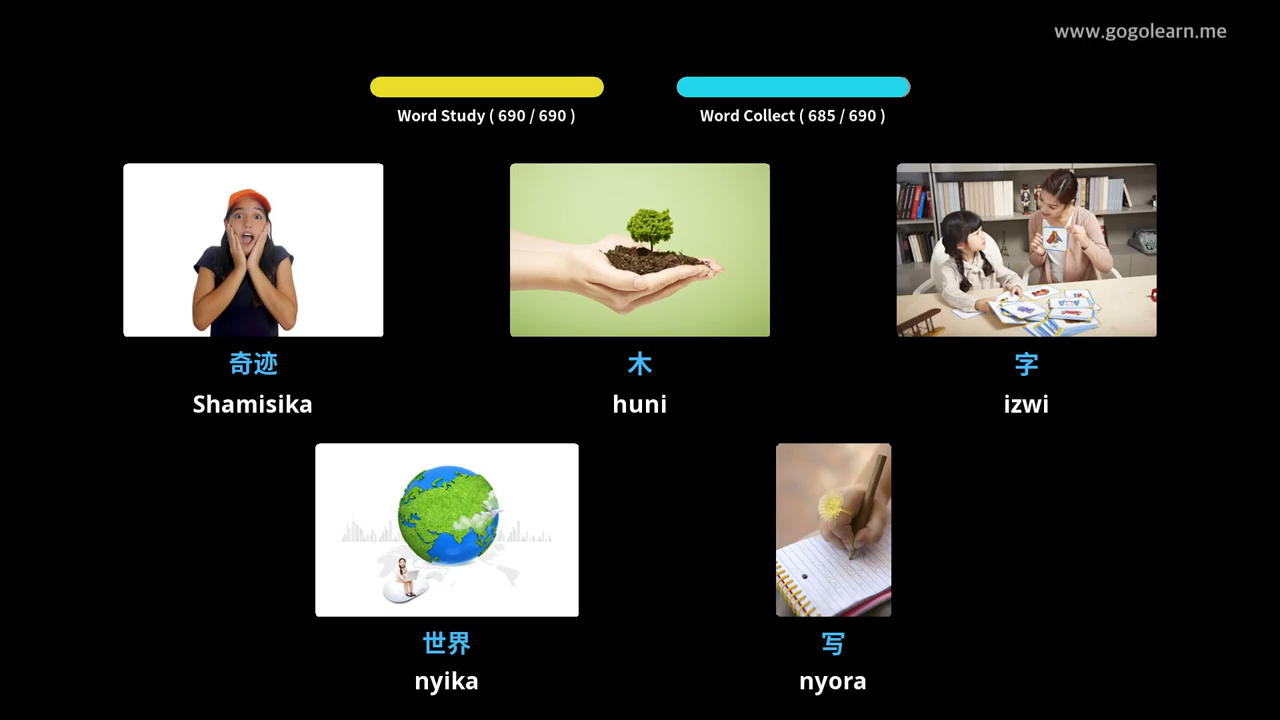 www.gogolearn.me
Word Study ( 690 / 690 )
Word Collect ( 685 / 690 )
奇迹
Shamisika
木
huni
字
izwi
世界
nyika
写
nyora